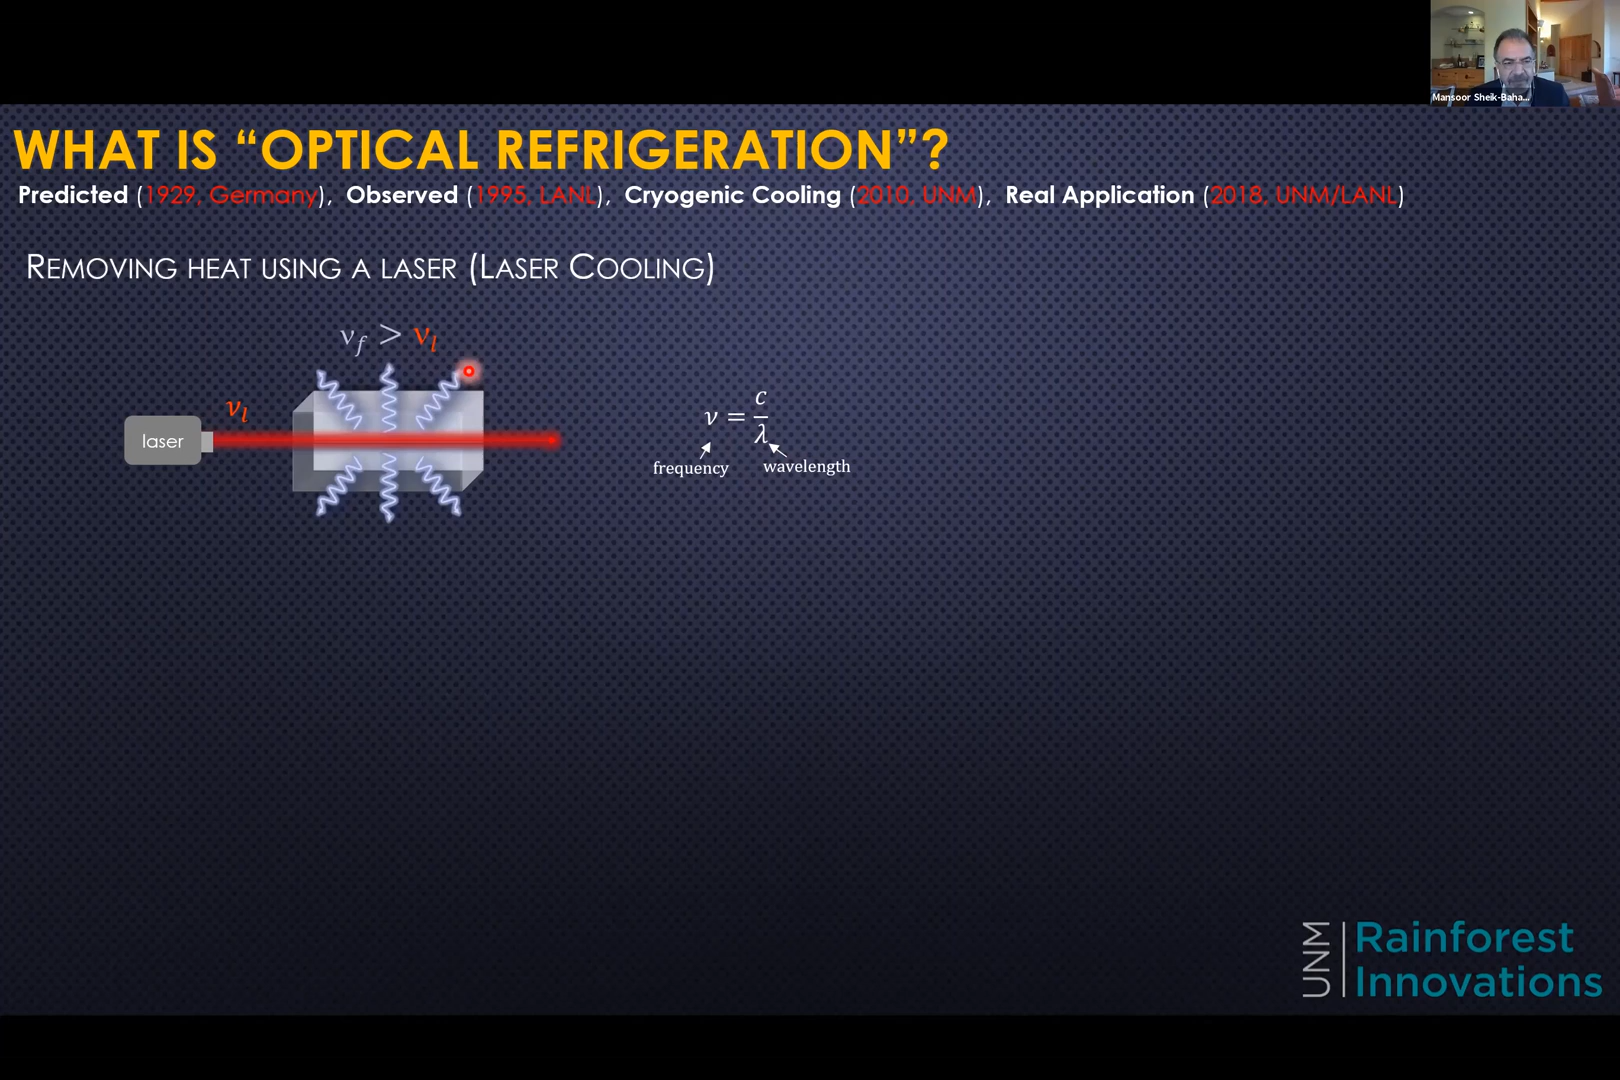 Mansoor Sheik-Baha...
WHAT IS “OPTICAL REFRIGERATION”?
Predicted (1929, Germany), Observed (1995, LANL), Cryogenic Cooling (2010, UNM), Real Application (2018, UNM/LANL)
REMOVING HEAT USING A LASER (LASER COOLING)
ν_f > ν_l
ν_l
laser
ν = c/λ
frequency
wavelength
UNM
Rainforest
Innovations